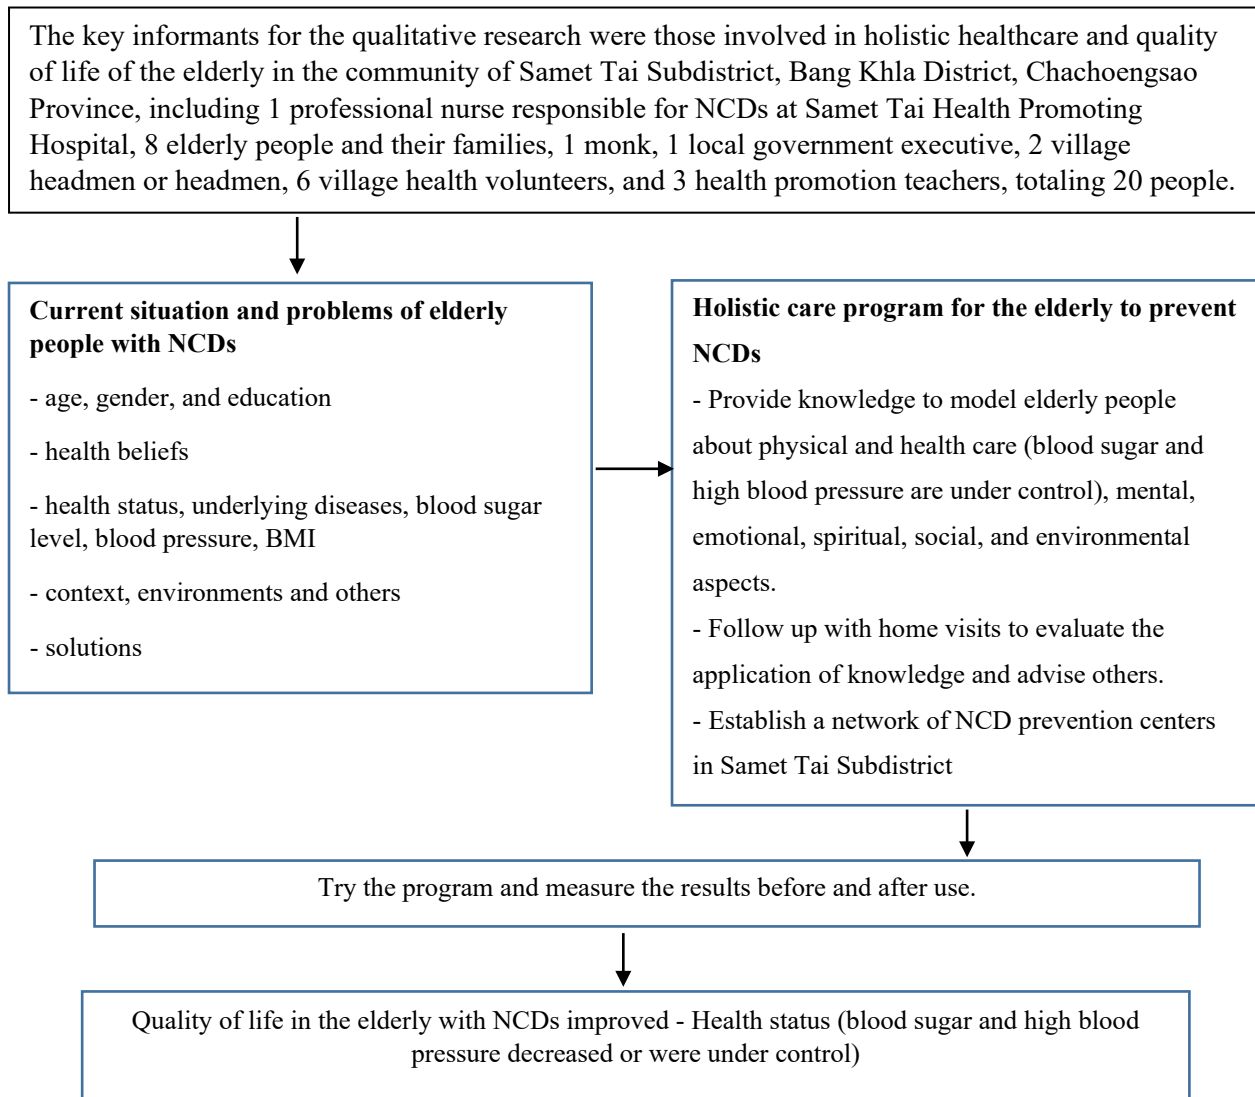 The key informants for the qualitative research were those involved in holistic healthcare and quality
of life of the elderly in the community of Samet Tai Subdistrict, Bang Khla District, Chachoengsao
Province, including 1 professional nurse responsible for NCDs at Samet Tai Health Promoting
Hospital, 8 elderly people and their families, 1 monk, 1 local government executive, 2 village
headmen or headmen, 6 village health volunteers, and 3 health promotion teachers, totaling 20 people.
Current situation and problems of elderly
people with NCDs
- age, gender, and education
- health beliefs
- health status, underlying diseases, blood sugar
level, blood pressure, BMI
- context, environments and others
- solutions
Holistic care program for the elderly to prevent
NCDs
- Provide knowledge to model elderly people
about physical and health care (blood sugar and
high blood pressure are under control), mental,
emotional, spiritual, social, and environmental
aspects.
- Follow up with home visits to evaluate the
application of knowledge and advise others.
- Establish a network of NCD prevention centers
in Samet Tai Subdistrict
Try the program and measure the results before and after use.
Quality of life in the elderly with NCDs improved - Health status (blood sugar and high blood
pressure decreased or were under control)